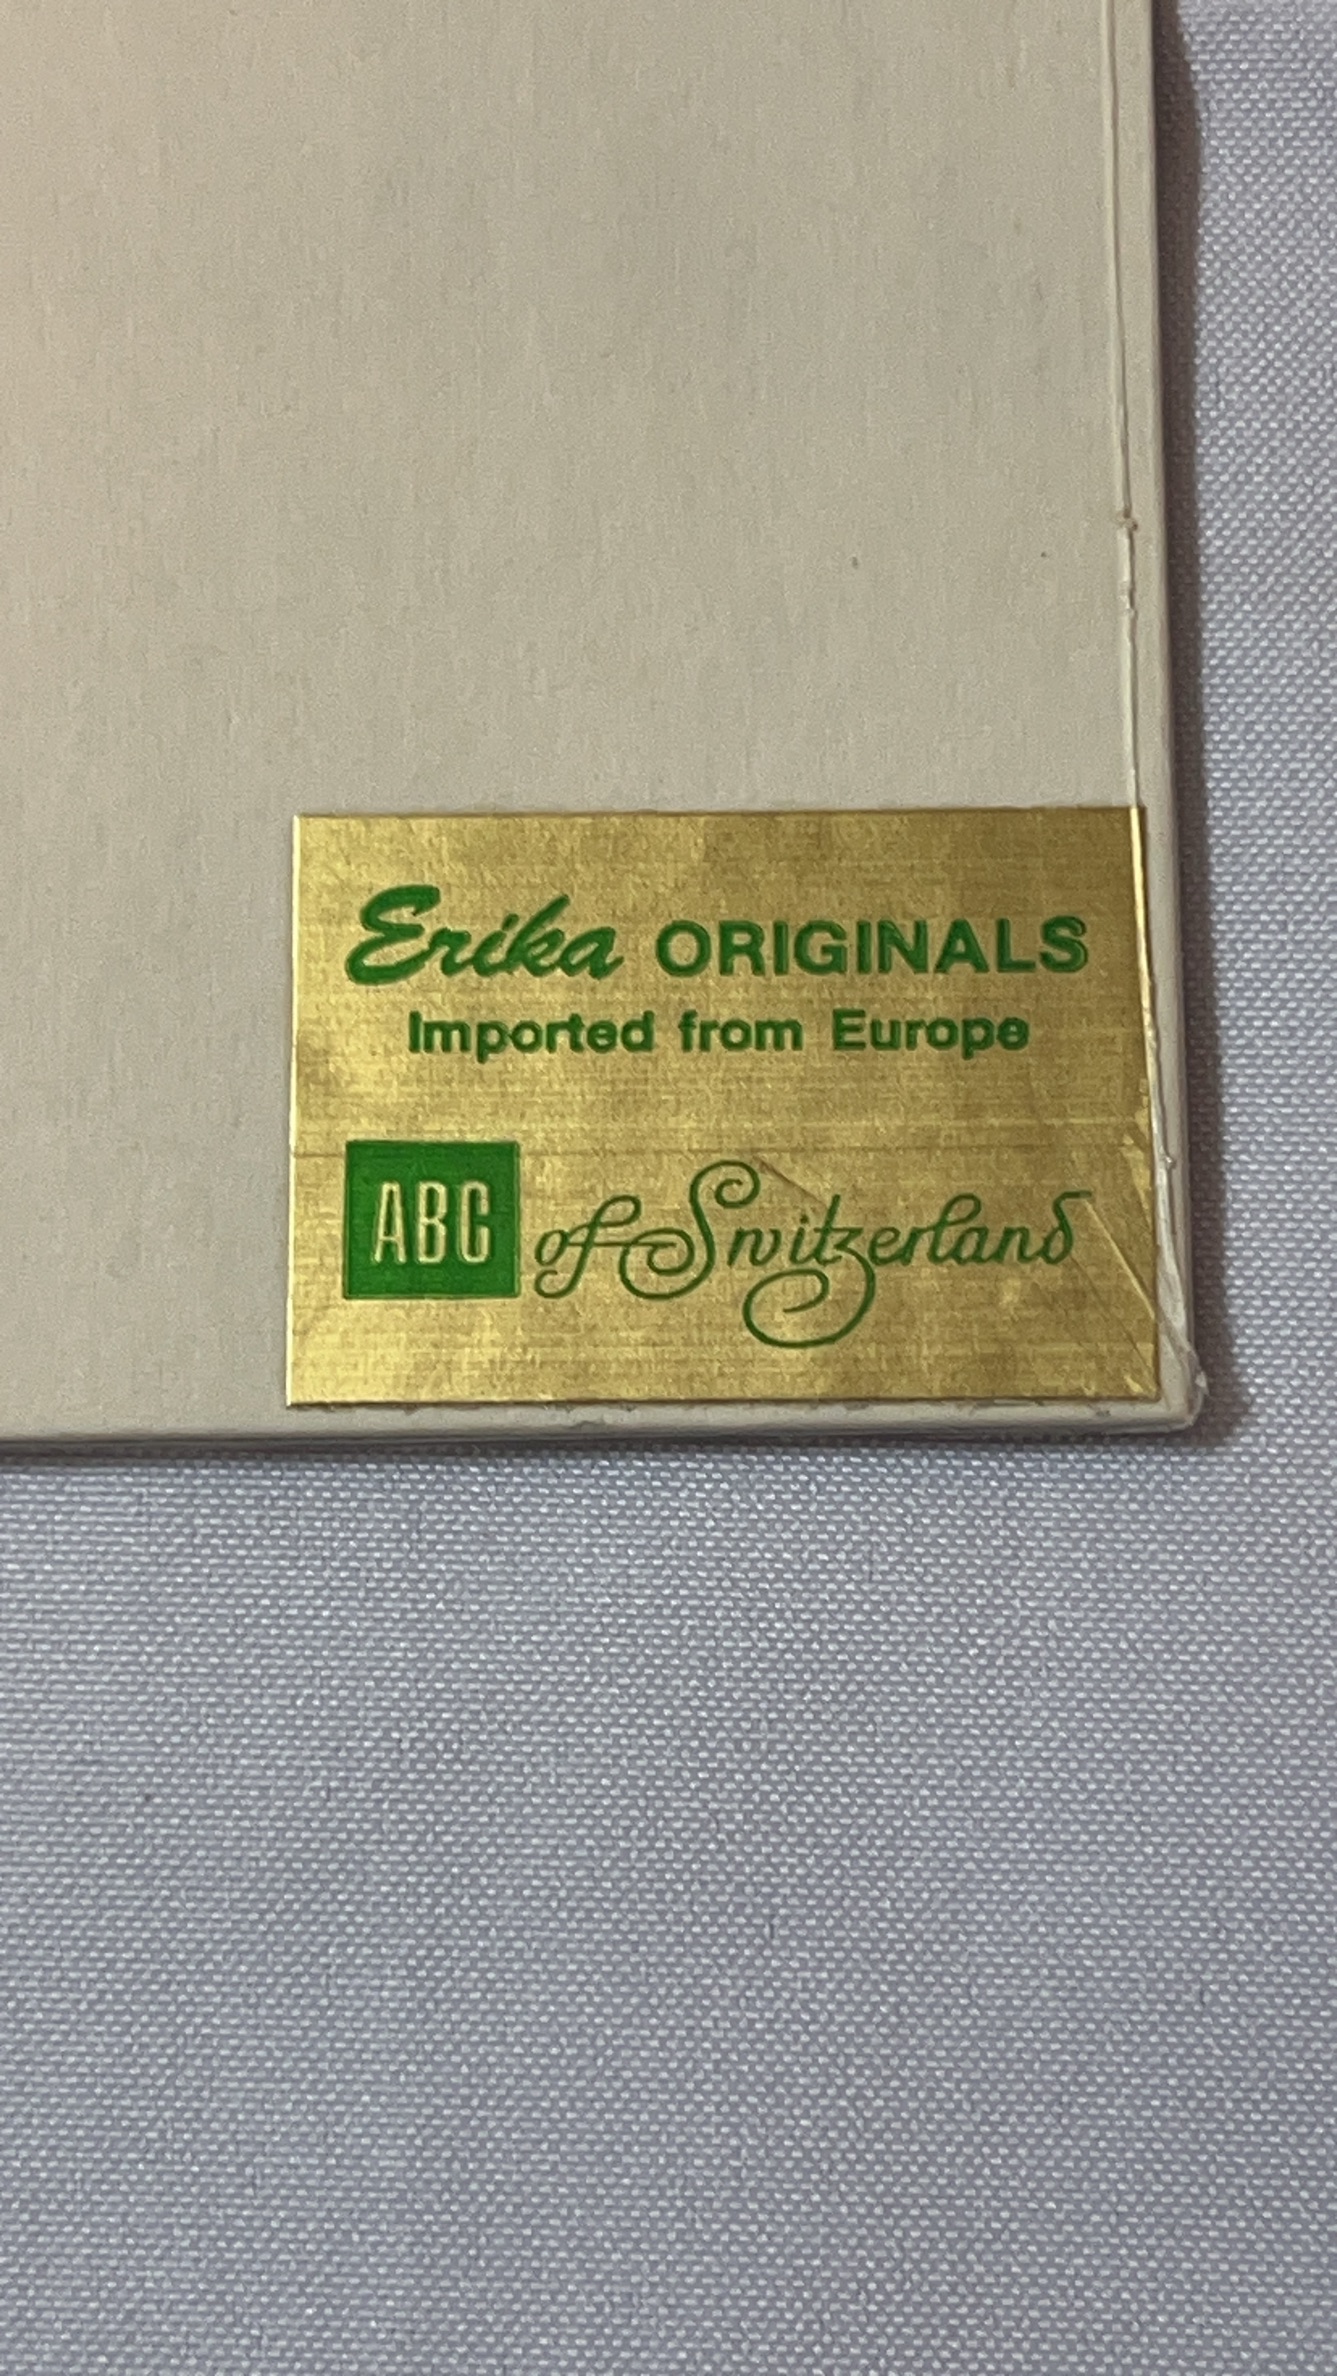 Erika ORIGINALS
Imported from Europe
ABC of Switzerland